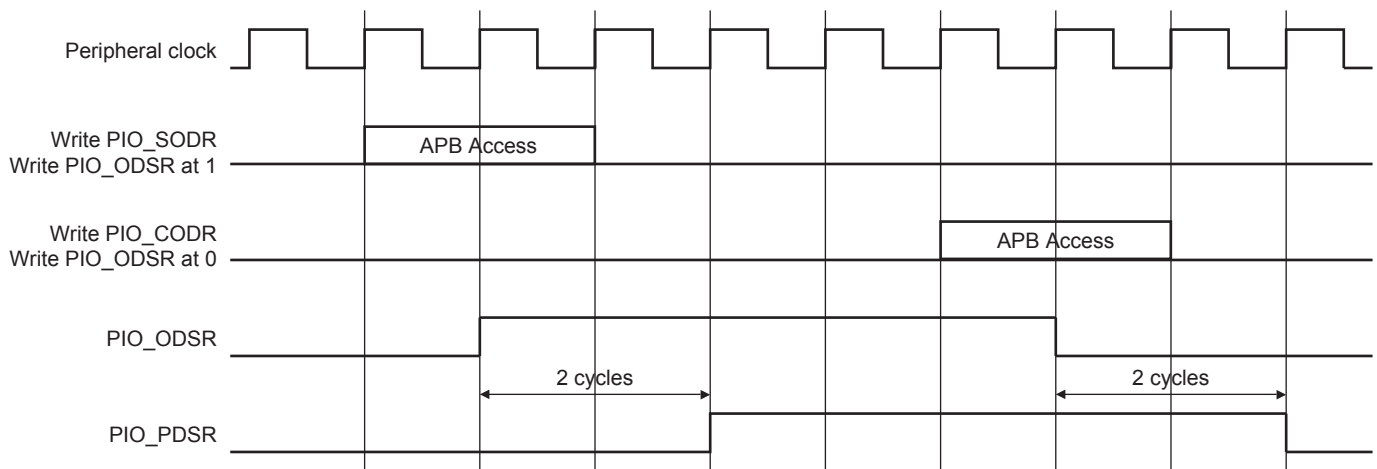 Peripheral clock
Write PIO_SODR
Write PIO_ODSR at 1
APB Access
Write PIO_CODR
Write PIO_ODSR at 0
APB Access
PIO_ODSR
2 cycles
2 cycles
PIO_PDSR